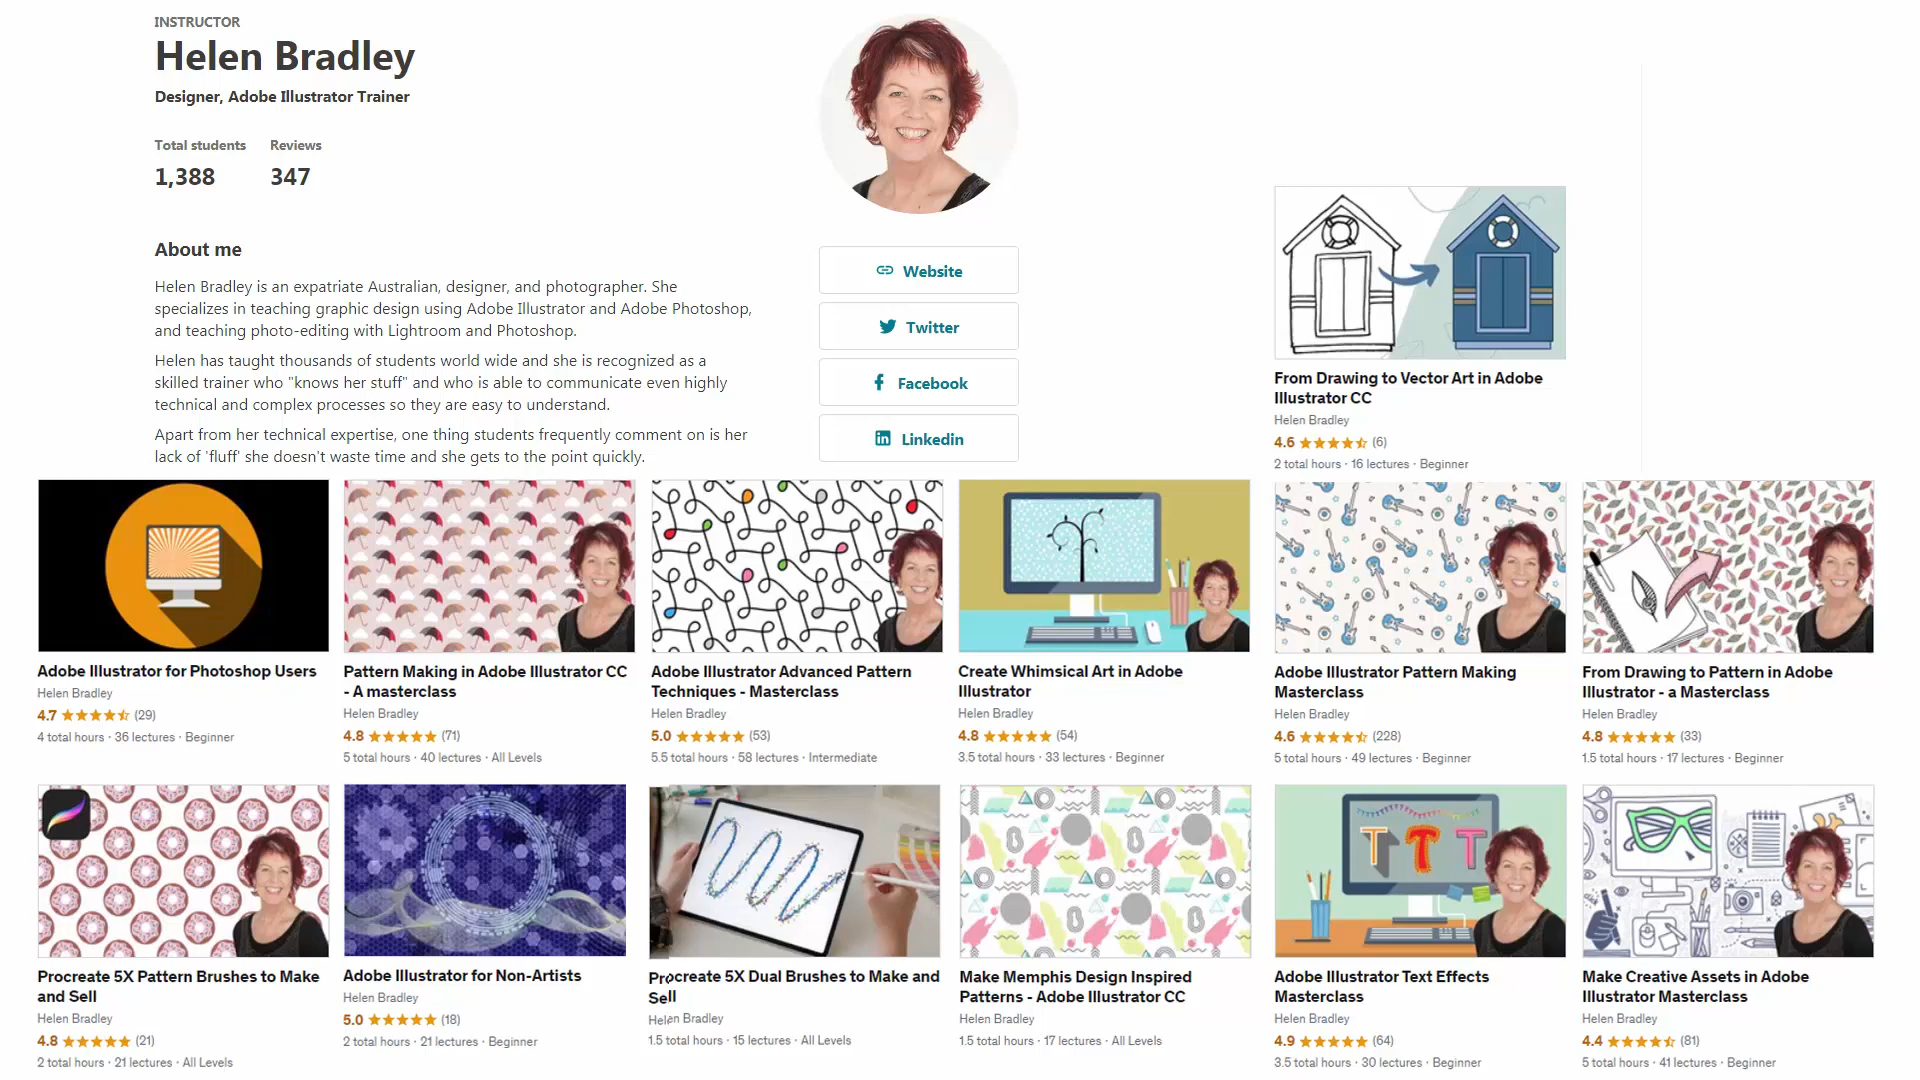 INSTRUCTOR
Helen Bradley
Designer, Adobe Illustrator Trainer
Total students
Reviews
1,388
347
About me
Helen Bradley is an expatriate Australian, designer, and photographer. She
specializes in teaching graphic design using Adobe Illustrator and Adobe Photoshop,
and teaching photo-editing with Lightroom and Photoshop.
Helen has taught thousands of students world wide and she is recognized as a
skilled trainer who "knows her stuff" and who is able to communicate even highly
technical and complex processes so they are easy to understand.
Apart from her technical expertise, one thing students frequently comment on is her
lack of 'fluff' she doesn't waste time and she gets to the point quickly.
Website
Twitter
Facebook
Linkedin
From Drawing to Vector Art in Adobe
Illustrator CC
Helen Bradley
4.6 (6)
2 total hours · 16 lectures · Beginner
Adobe Illustrator for Photoshop Users
Helen Bradley
4.7 (29)
4 total hours · 36 lectures · Beginner
Pattern Making in Adobe Illustrator CC
- A masterclass
Helen Bradley
4.8 (71)
5 total hours · 40 lectures · All Levels
Adobe Illustrator Advanced Pattern
Techniques - Masterclass
Helen Bradley
5.0 (53)
5.5 total hours · 58 lectures · Intermediate
Create Whimsical Art in Adobe
Illustrator
Helen Bradley
4.8 (54)
3.5 total hours · 33 lectures · Beginner
Adobe Illustrator Pattern Making
Masterclass
Helen Bradley
4.6 (228)
5 total hours · 49 lectures · Beginner
From Drawing to Pattern in Adobe
Illustrator - a Masterclass
Helen Bradley
4.8 (33)
1.5 total hours · 17 lectures · Beginner
Procreate 5X Pattern Brushes to Make
and Sell
Helen Bradley
4.8 (21)
2 total hours · 21 lectures · All Levels
Adobe Illustrator for Non-Artists
Helen Bradley
5.0 (18)
2 total hours · 21 lectures · Beginner
Procreate 5X Dual Brushes to Make and
Sell
Helen Bradley
1.5 total hours · 15 lectures · All Levels
Make Memphis Design Inspired
Patterns - Adobe Illustrator CC
Helen Bradley
1.5 total hours · 17 lectures · All Levels
T T T
Adobe Illustrator Text Effects
Masterclass
Helen Bradley
4.9 (64)
3.5 total hours · 30 lectures · Beginner
Make Creative Assets in Adobe
Illustrator Masterclass
Helen Bradley
4.4 (81)
5 total hours · 41 lectures · Beginner